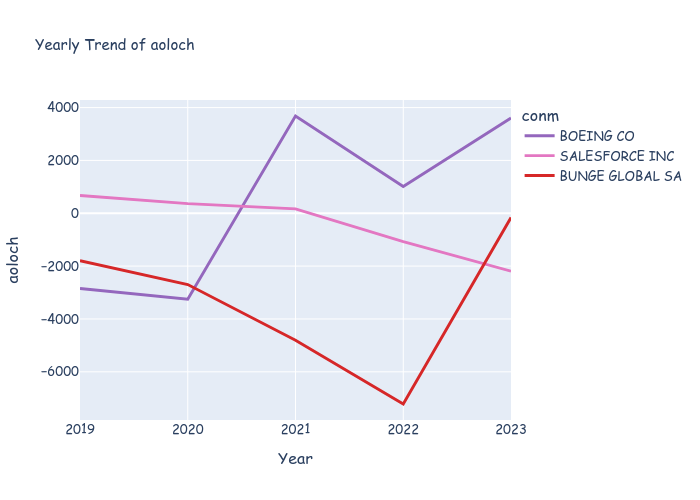 Yearly Trend of aoloch
conm
BOEING CO
SALESFORCE INC
BUNGE GLOBAL SA
aoloch
4000
2000
0
−2000
−4000
−6000
2019 2020 2021 2022 2023
Year